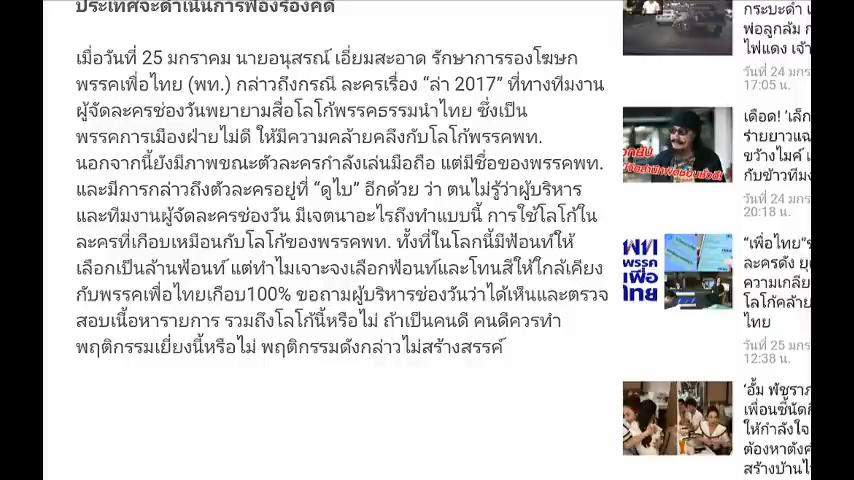 ประเทศจะดำเนินการฟ้องร้องคดี
เมื่อวันที่ 25 มกราคม นายอนุสรณ์ เอี่ยมสะอาด รักษาการรองโฆษก
พรรคเพื่อไทย (พท.) กล่าวถึงกรณี ละครเรื่อง “ล่า 2017” ที่ทางทีมงาน
ผู้จัดละครช่องวันพยายามสื่อโลโก้พรรคธรรมนำไทย ซึ่งเป็น
พรรคการเมืองฝ่ายไม่ดี ให้มีความคล้ายคลึงกับโลโก้พรรคพท.
นอกจากนี้ยังมีภาพขณะตัวละครกำลังเล่นมือถือ แต่มีชื่อของพรรคพท.
และมีการกล่าวถึงตัวละครอยู่ที่ “ดูไบ” อีกด้วย ว่า ตนไม่รู้ว่าผู้บริหาร
และทีมงานผู้จัดละครช่องวัน มีเจตนาอะไรถึงทำแบบนี้ การใช้โลโก้ใน
ละครที่เกือบเหมือนกับโลโก้ของพรรคพท. ทั้งที่ในโลกนี้มีฟ้อนท์ให้
เลือกเป็นล้านฟ้อนท์ แต่ทำไมเจาะจงเลือกฟ้อนท์และโทนสีให้ใกล้เคียง
กับพรรคเพื่อไทยเกือบ100% ขอถามผู้บริหารช่องวันว่าได้เห็นและตรวจ
สอบเนื้อหารายการ รวมถึงโลโก้นี้หรือไม่ ถ้าเป็นคนดี คนดีควรทำ
พฤติกรรมเยี่ยงนี้หรือไม่ พฤติกรรมดังกล่าวไม่สร้างสรรค์
กระบะดำ
พ่อลูกล้ม
ไฟแดง เจ้า
วันที่ 24 มกร
17:05 น.
เดือด! ‘เล็ก
ร่ายยาวแฉ
ขว้างไมค์
กับข้าวทีมง
วันที่ 24 มกร
20:18 น.
พท
พรรค
เพื่อ
ไทย
“เพื่อไทย”
ละครดัง
ความเกลีย
โลโก้คล้าย
ไทย
วันที่ 25 มกร
12:38 น.
‘อั้ม พัชราภ
เพื่อนซี้นัด
ให้กำลังใจ
ต้องหาตังค์
สร้างบ้าน